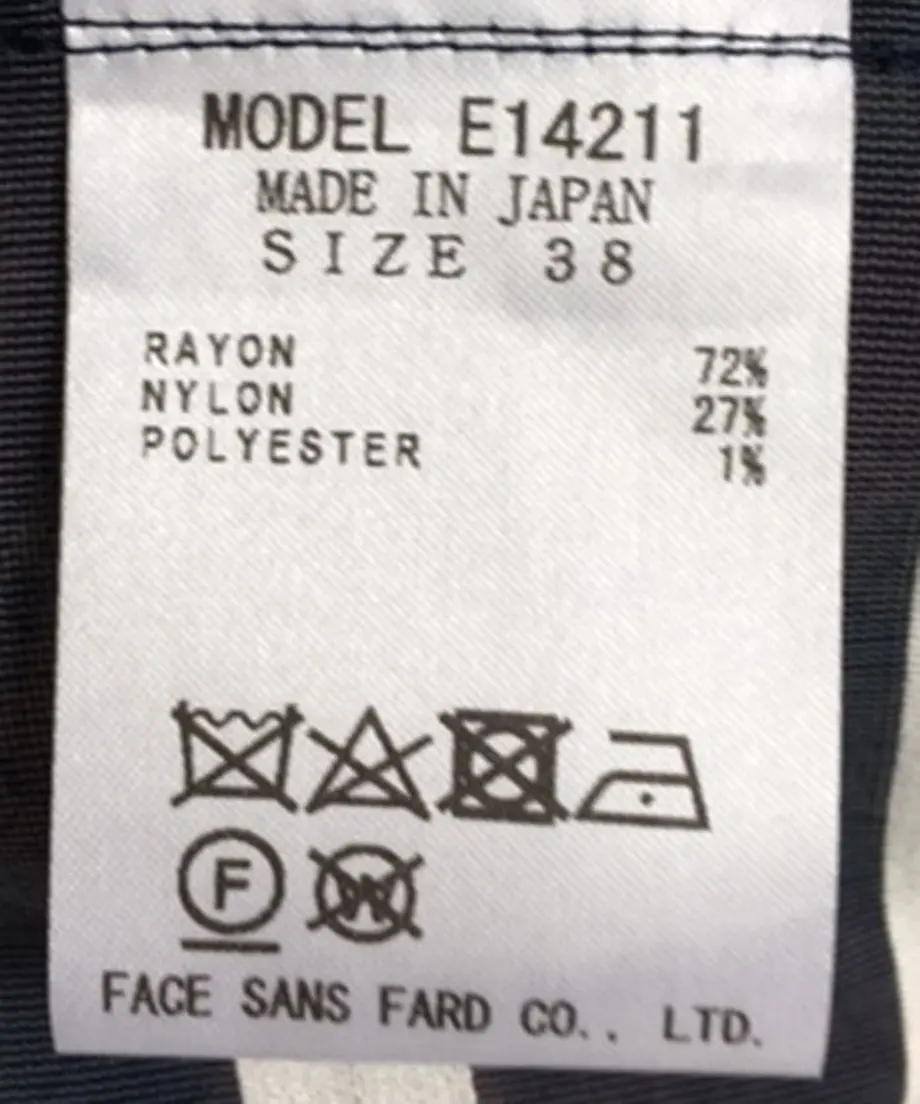 MODEL E14211
MADE IN JAPAN
SIZE 38
RAYON 72%
NYLON 27%
POLYESTER 1%
F W
FACE SANS FARD CO., LTD.